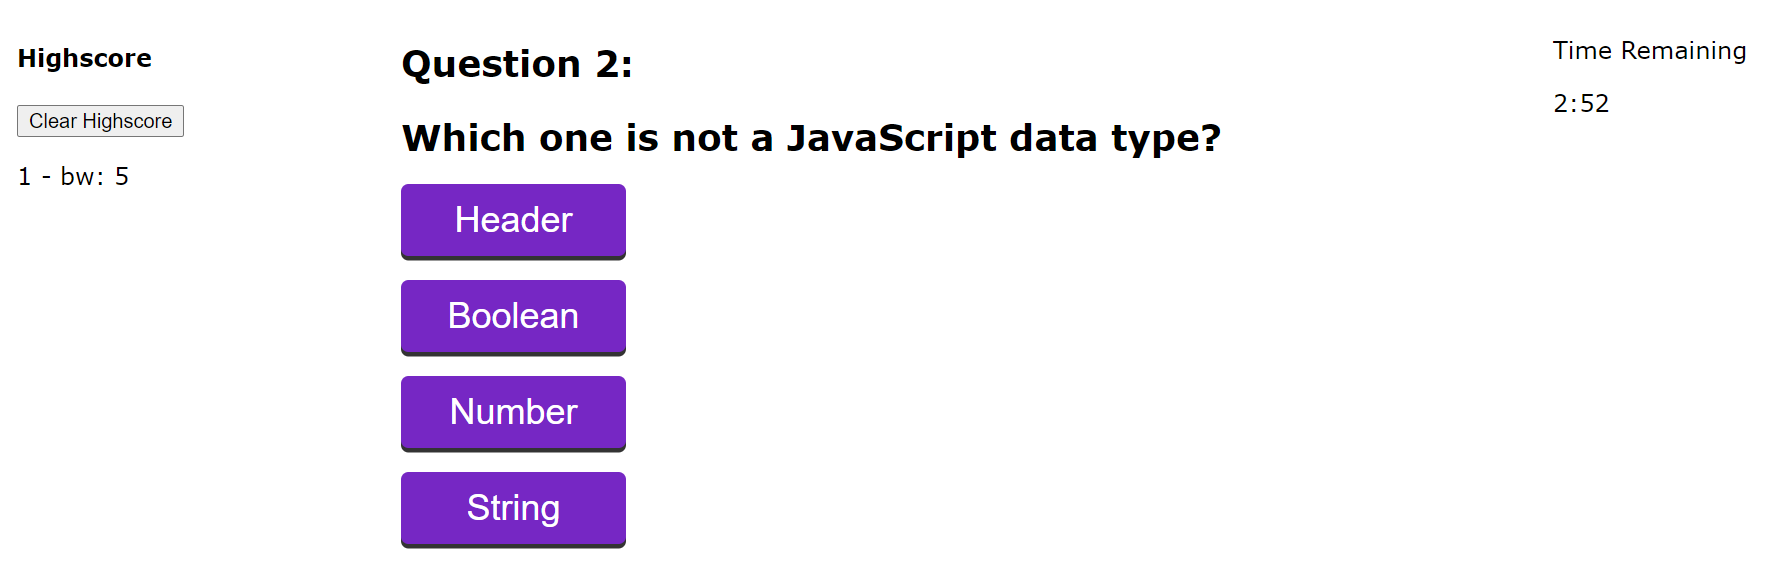 Highscore
Clear Highscore
1 - bw: 5
Question 2:
Which one is not a JavaScript data type?
Header
Boolean
Number
String
Time Remaining
2:52